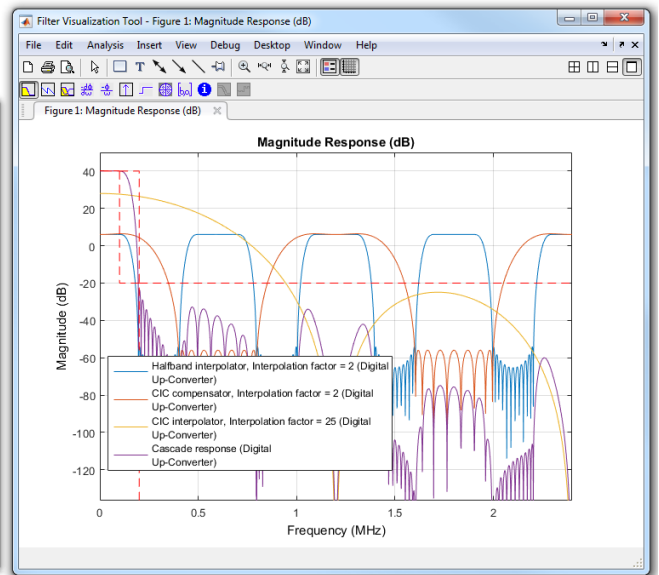 Filter Visualization Tool - Figure 1: Magnitude Response (dB)
File Edit Analysis Insert View Debug Desktop Window Help
Figure 1: Magnitude Response (dB)
Magnitude Response (dB)
40
20
0
-20
-40
-60
-80
-100
-120
Magnitude (dB)
Halfband interpolator, Interpolation factor = 2 (Digital
Up-Converter)
CIC compensator, Interpolation factor = 2 (Digital
Up-Converter)
CIC interpolator, Interpolation factor = 25 (Digital
Up-Converter)
Cascade response (Digital
Up-Converter)
0 0.5 1 1.5 2
Frequency (MHz)